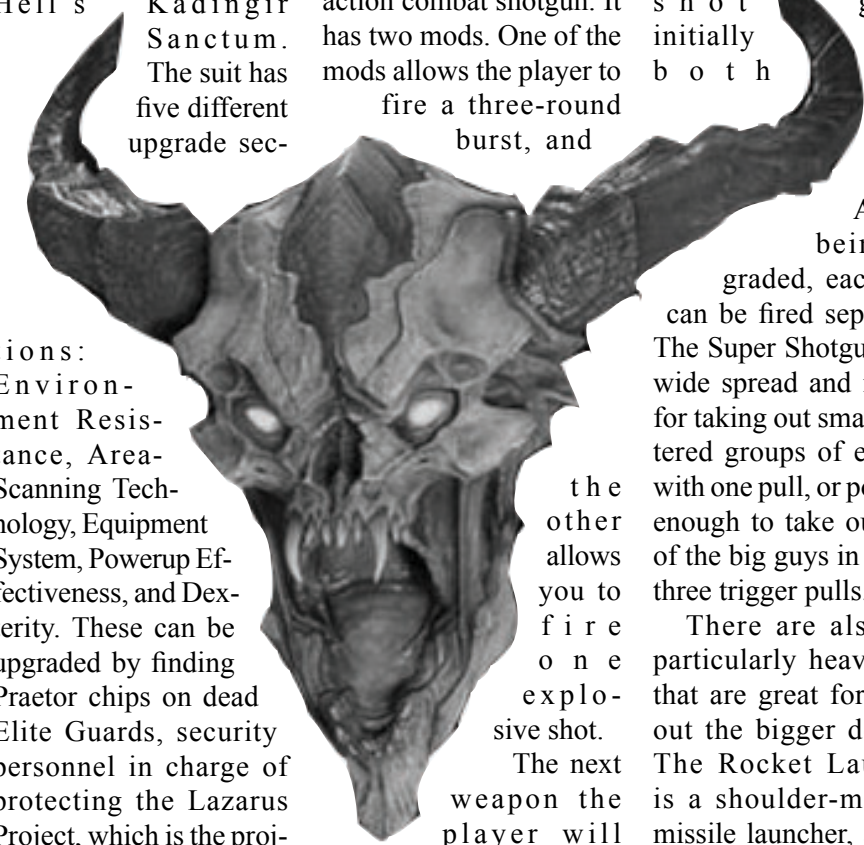 Hell's Kadingir
Sanctum.
The suit has
five different
upgrade sec-
tions:
Environ-
ment Resis-
tance, Area-
Scanning Tech-
nology, Equipment
System, Powerup Ef-
fectiveness, and Dex-
terity. These can be
upgraded by finding
Praetor chips on dead
Elite Guards, security
personnel in charge of
protecting the Lazarus
Project, which is the proj-
action combat shotgun. It
has two mods. One of the
mods allows the player to
fire a three-round
burst, and
the
other
allows
you to
fire
one
explo-
sive shot.
The next
weapon the
player will
shot
initially
both
graded, eac
can be fired sep
The Super Shotgu
wide spread and
for taking out sma
tered groups of e
with one pull, or po
enough to take ou
of the big guys in
three trigger pulls.
There are als
particularly heav
that are great for
out the bigger d
The Rocket Lau
is a shoulder-m
missile launcher,